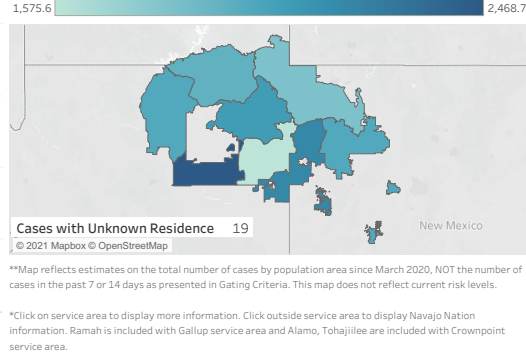 1,575.6 2,468.7
New Mexico
Cases with Unknown Residence 19
© 2021 Mapbox © OpenStreetMap
**Map reflects estimates on the total number of cases by population area since March 2020, NOT the number of
cases in the past 7 or 14 days as presented in Gating Criteria. This map does not reflect current risk levels.
*Click on service area to display more information. Click outside service area to display Navajo Nation
information. Ramah is included with Gallup service area and Alamo, Tohajiilee are included with Crownpoint
service area.